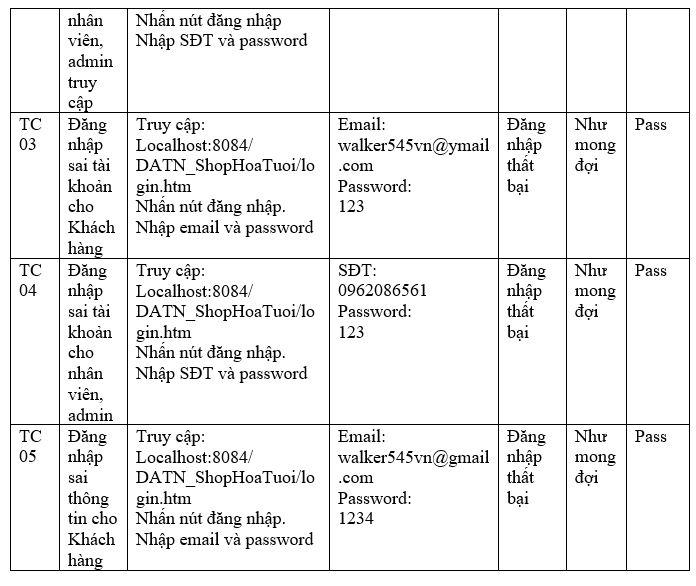 nhân
viên,
admin
truy
cập
Nhấn nút đăng nhập
Nhập SĐT và password
TC
03
Đăng
nhập
sai tài
khoản
cho
Khách
hàng
Truy cập:
Localhost:8084/
DATN_ShopHoaTuoi/lo
gin.htm
Nhấn nút đăng nhập.
Nhập email và password
Email:
walker545vn@ymail
.com
Password:
123
Đăng
nhập
thất
bại
Như
mong
đợi
Pass
TC
04
Đăng
nhập
sai tài
khoản
cho
nhân
viên,
admin
Truy cập:
Localhost:8084/
DATN_ShopHoaTuoi/lo
gin.htm
Nhấn nút đăng nhập.
Nhập SĐT và password
SĐT:
0962086561
Password:
123
Đăng
nhập
thất
bại
Như
mong
đợi
Pass
TC
05
Đăng
nhập
sai
thông
tin cho
Khách
hàng
Truy cập:
Localhost:8084/
DATN_ShopHoaTuoi/lo
gin.htm
Nhấn nút đăng nhập.
Nhập email và password
Email:
walker545vn@gmail
.com
Password:
1234
Đăng
nhập
thất
bại
Như
mong
đợi
Pass